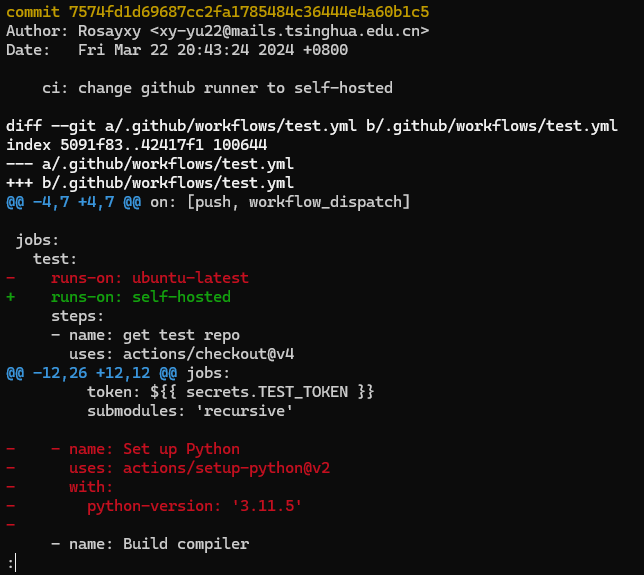 commit 7574fd1d69687cc2fa1785484c36444e4a60b1c5
Author: Rosayxy <xy-yu22@mails.tsinghua.edu.cn>
Date:   Fri Mar 22 20:43:24 2024 +0800

    ci: change github runner to self-hosted

diff --git a/.github/workflows/test.yml b/.github/workflows/test.yml
index 5091f83..42417f1 100644
--- a/.github/workflows/test.yml
+++ b/.github/workflows/test.yml
@@ -4,7 +4,7 @@ on: [push, workflow_dispatch]

 jobs:
   test:
-    runs-on: ubuntu-latest
+    runs-on: self-hosted
     steps:
     - name: get test repo
       uses: actions/checkout@v4
@@ -12,26 +12,12 @@ jobs:
         token: ${{ secrets.TEST_TOKEN }}
         submodules: 'recursive'

-    - name: Set up Python
-      uses: actions/setup-python@v2
-      with:
-        python-version: '3.11.5'
-
     - name: Build compiler
: